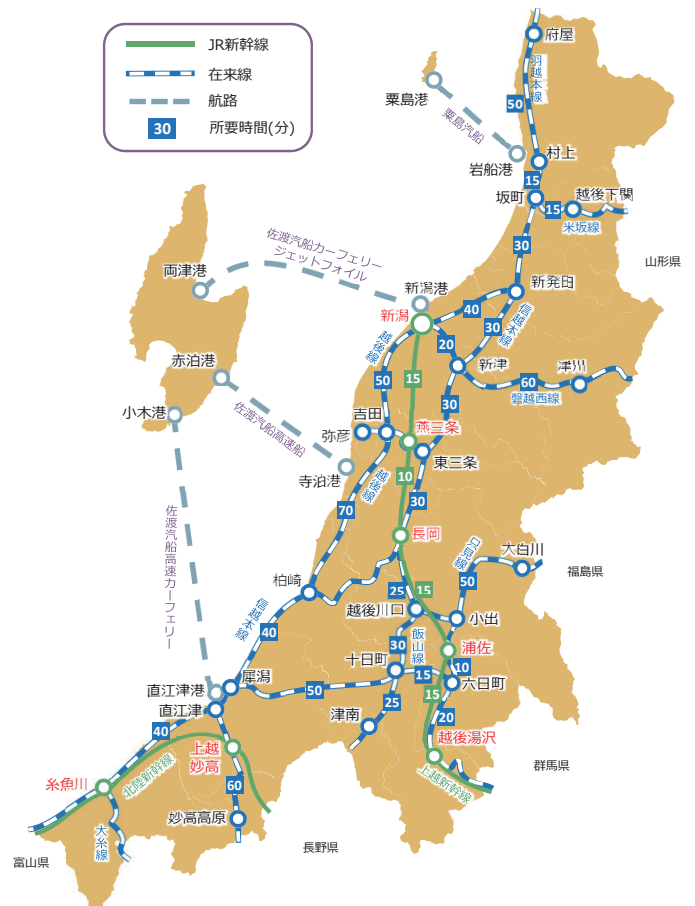 JR新幹線
在来線
航路
30 所要時間(分)
府屋
羽越本線
50
粟島港
粟島汽船
岩船港
村上
15
坂町
15
越後下関
米坂線
山形県
30
佐渡汽船カーフェリー
ジェットフォイル
両津港
新潟港
新発田
新潟
40
信越本線
30
越後線
20
新津
津川
15
50
60
磐越西線
赤泊港
小木港
佐渡汽船高速船
30
吉田
弥彦
燕三条
東三条
越後線
10
寺泊港
30
70
佐渡汽船高速カーフェリー
長岡
只見線
大白川
50
福島県
柏崎
25
15
越後川口
小出
信越本線
40
飯山線
30
浦佐
十日町
15
10
六日町
犀潟
直江津港
50
15
25
直江津
津南
20
40
上越
妙高
越後湯沢
上越新幹線
群馬県
糸魚川
北陸新幹線
60
大糸線
妙高高原
長野県
富山県